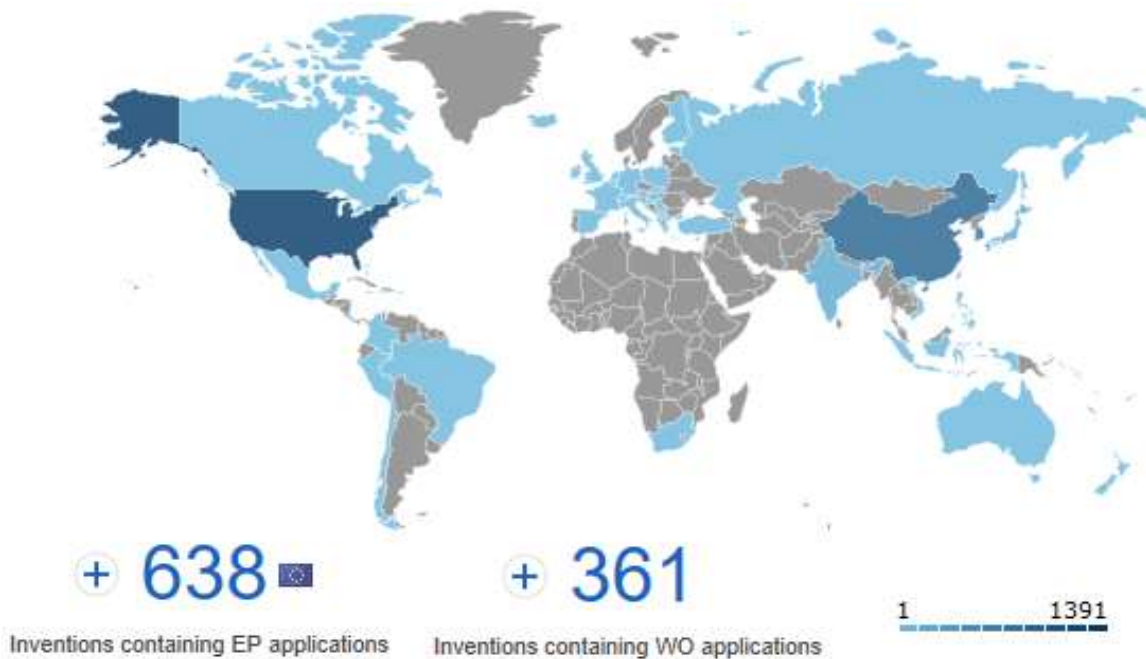 + 638
+ 361
1 1391
Inventions containing EP applications
Inventions containing WO applications